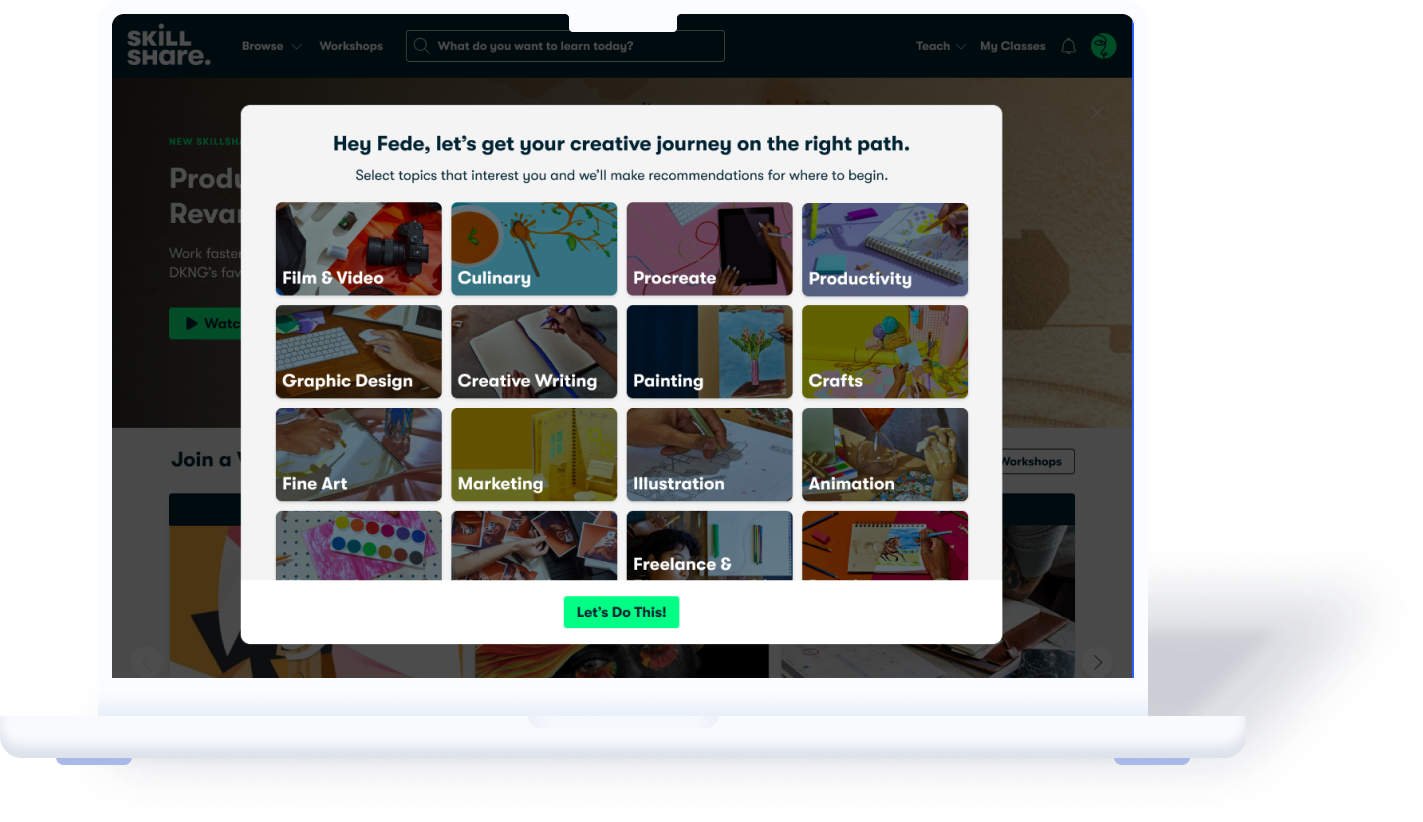 SKILL
SHARE.
Browse
Workshops
What do you want to learn today?
Teach
My Classes
NEW
Work faster
DKNG's
Hey Fede, let's get your creative journey on the right path.
Select topics that interest you and we'll make recommendations for where to begin.
Film & Video
Culinary
Procreate
Productivity
Graphic Design
Creative Writing
Painting
Crafts
Fine Art
Marketing
Illustration
Animation
Freelance &
Join a
Workshops
Let's Do This!